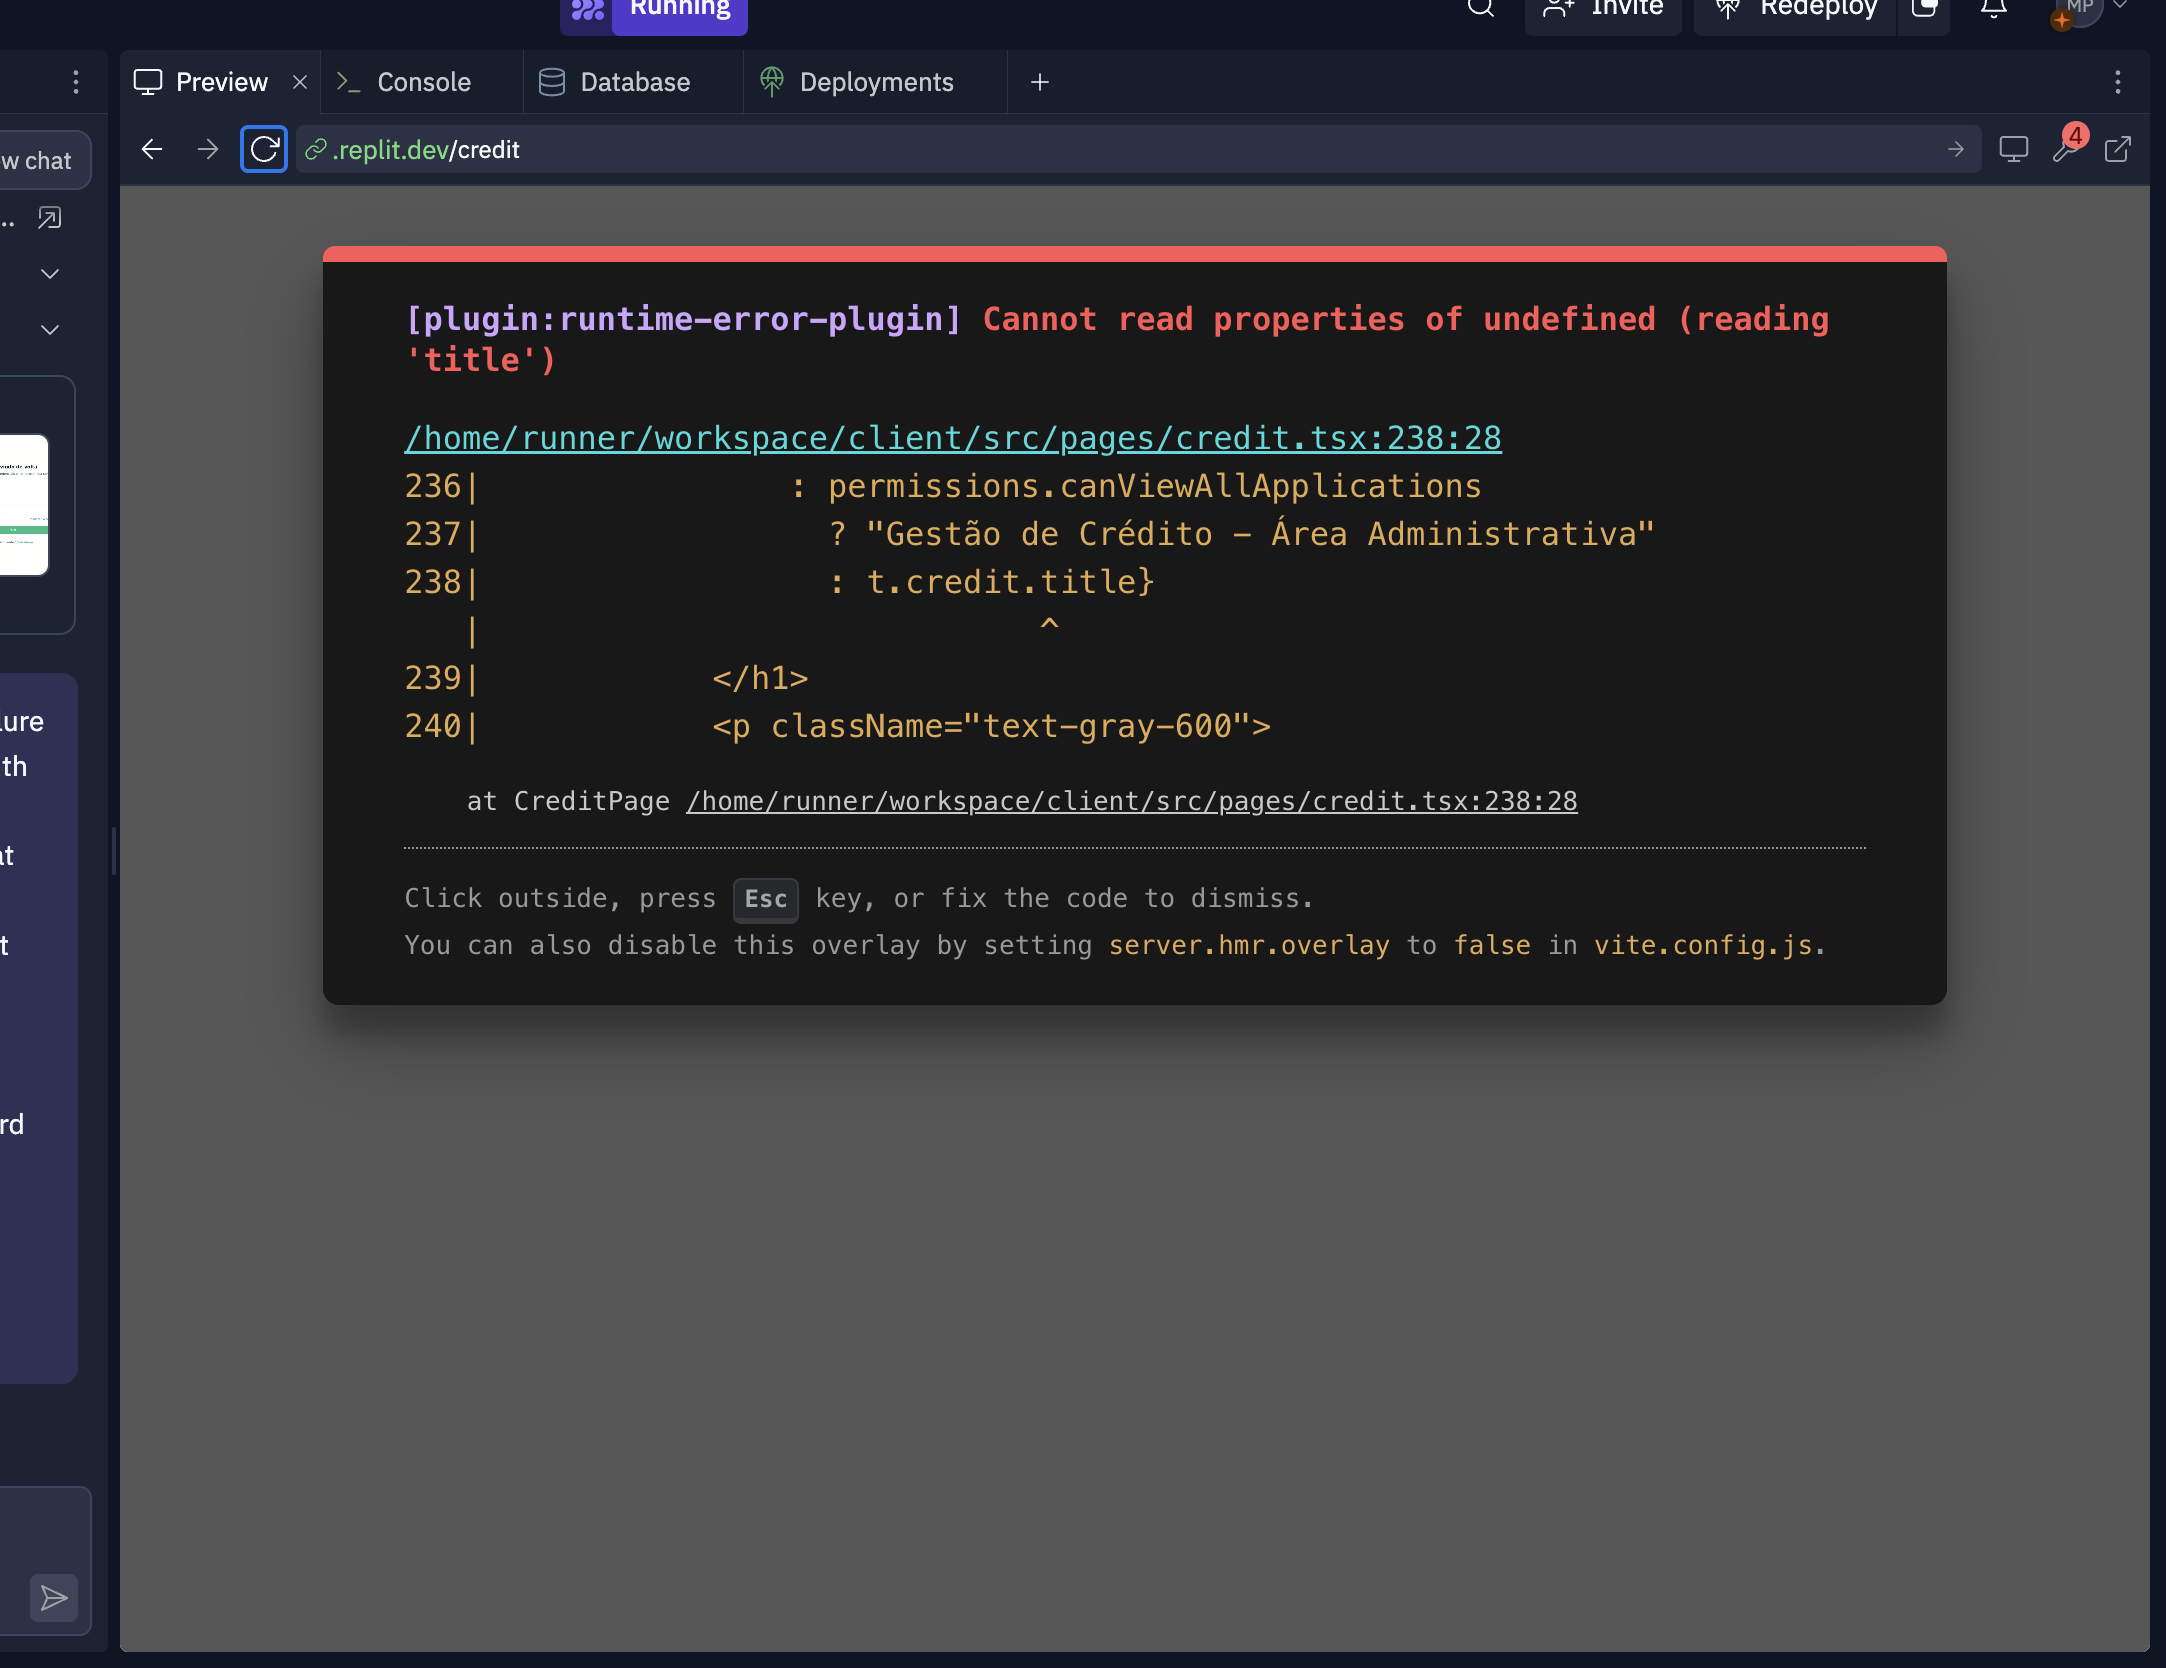 Running
Invite
Redeploy
MP
Preview
Console
Database
Deployments
w chat
.replit.dev/credit
4
[plugin:runtime-error-plugin] Cannot read properties of undefined (reading
'title')
/home/runner/workspace/client/src/pages/credit.tsx:238:28
236|                : permissions.canViewAllApplications
237|                  ? "Gestão de Crédito - Área Administrativa"
238|                  : t.credit.title}
   |                             ^
239|            </h1>
240|            <p className="text-gray-600">
at CreditPage /home/runner/workspace/client/src/pages/credit.tsx:238:28
Click outside, press Esc key, or fix the code to dismiss.
You can also disable this overlay by setting server.hmr.overlay to false in vite.config.js.
lure
th
at
t
rd